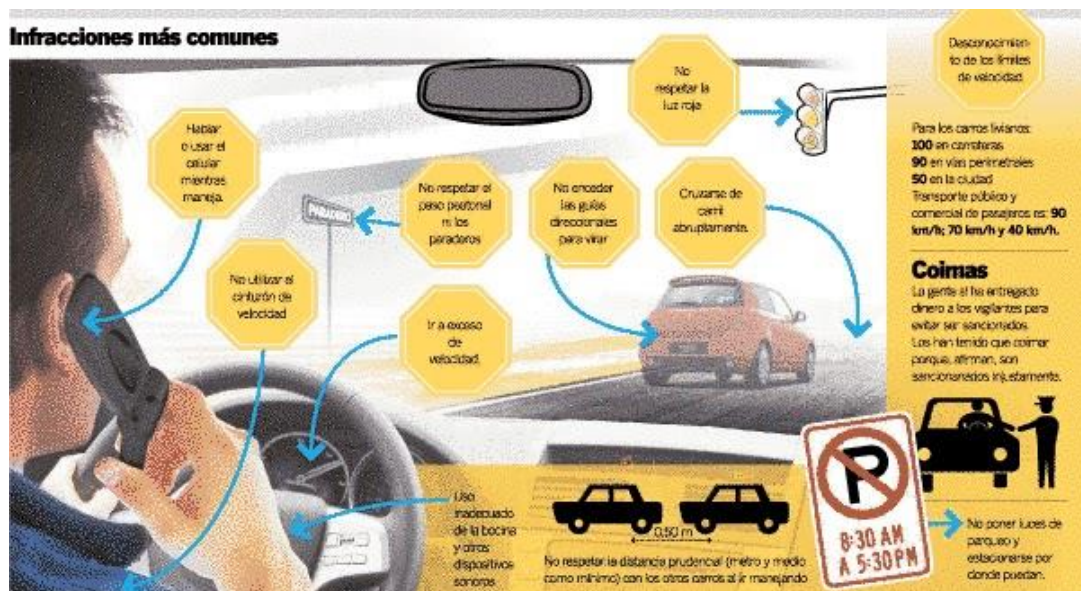 Infracciones más comunes
Hablar
o usar el
celular
mientras
maneja.
No utilizar el
cinturón de
velocidad
No respetar el
paso peatonal
ni los
paraderos
PARADERO
Ir a exceso
de
velocidad.
No encender
las guías
direccionales
para virar
No
respetar la
luz roja
Cruzarse de
carril
abruptamente.
Uso
inadecuado
de la bocina
y otros
dispositivos
sonoros
0,50 m
No respetar la distancia prudencial (metro y medio
como mínimo) con los otros carros al ir manejando
P
8:30 AM
A 5:30 PM
Desconocimien-
to de los límites
de velocidad
Para los carros livianos:
100 en carreteras
90 en vías perimetrales
50 en la ciudad
Transporte público y
comercial de pasajeros es: 90
km/h; 70 km/h y 40 km/h.
Coimas
La gente sí ha entregado
dinero a los vigilantes para
evitar ser sancionados
Los han tenido que coimar
porque, afirman, son
sancionanados injustamente.
No poner luces de
parqueo y
estacionarse por
donde puedan.